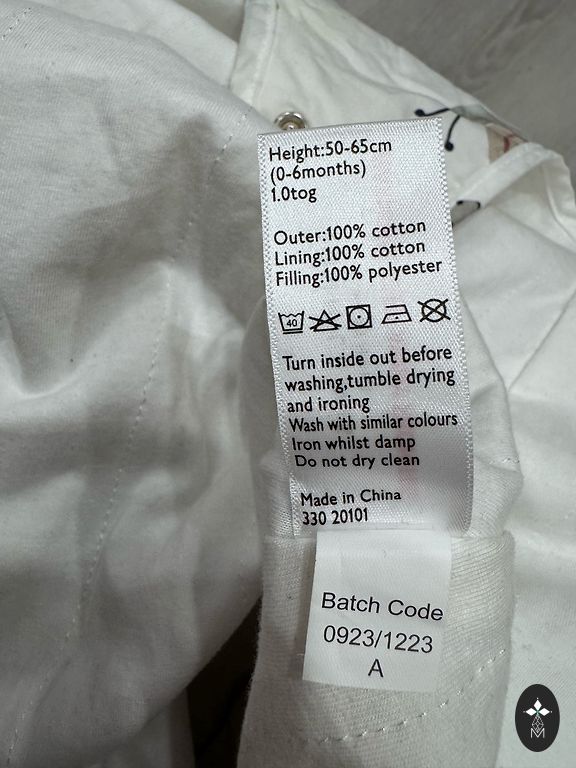 Height:50-65cm
(0-6months)
1.0tog
Outer:100% cotton
Lining:100% cotton
Filling:100% polyester
40
Turn inside out before
washing,tumble drying
and ironing
Wash with similar colours
Iron whilst damp
Do not dry clean
Made in China
330 20101
Batch Code
0923/1223
A